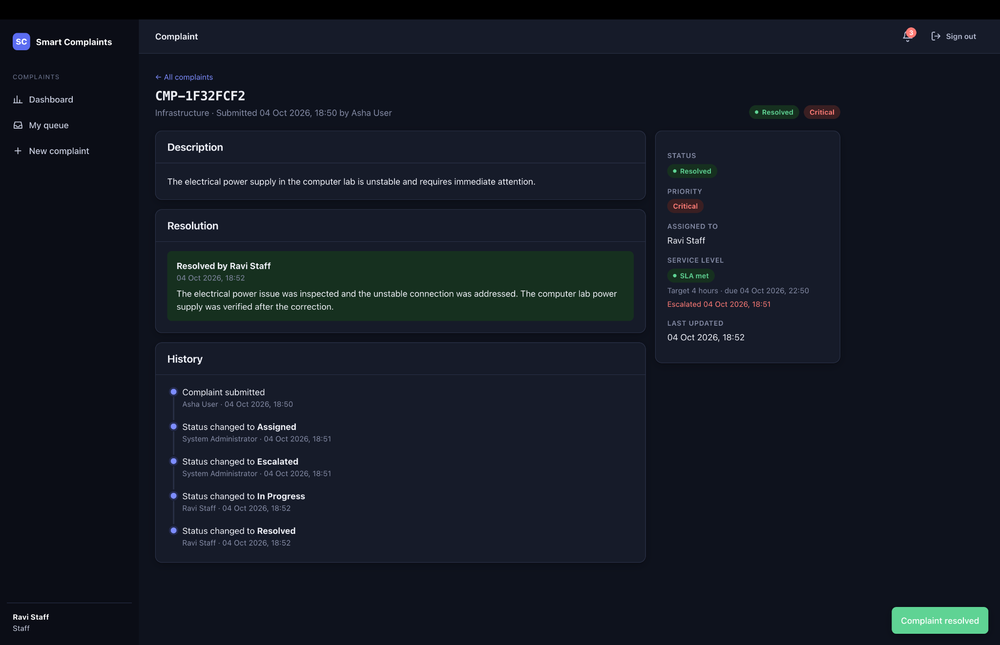 SC Smart Complaints
COMPLAINTS
Dashboard
My queue
New complaint
Ravi Staff
Staff
Complaint
3
Sign out
← All complaints
CMP-1F32FCF2
Infrastructure · Submitted 04 Oct 2026, 18:50 by Asha User
Resolved Critical
Description
The electrical power supply in the computer lab is unstable and requires immediate attention.
Resolution
Resolved by Ravi Staff
04 Oct 2026, 18:52
The electrical power issue was inspected and the unstable connection was addressed. The computer lab power
supply was verified after the correction.
History
Complaint submitted
Asha User · 04 Oct 2026, 18:50
Status changed to Assigned
System Administrator · 04 Oct 2026, 18:51
Status changed to Escalated
System Administrator · 04 Oct 2026, 18:51
Status changed to In Progress
Ravi Staff · 04 Oct 2026, 18:52
Status changed to Resolved
Ravi Staff · 04 Oct 2026, 18:52
STATUS
Resolved
PRIORITY
Critical
ASSIGNED TO
Ravi Staff
SERVICE LEVEL
SLA met
Target 4 hours · due 04 Oct 2026, 22:50
Escalated 04 Oct 2026, 18:51
LAST UPDATED
04 Oct 2026, 18:52
Complaint resolved